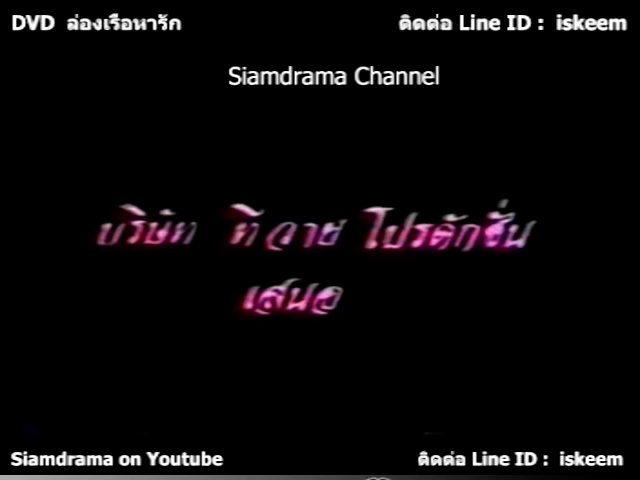 DVD ล่องเรือหารัก
ติดต่อ Line ID : iskeem
Siamdrama Channel
บริษัท ทีวายี โปรดักชั่น
เสนอ
Siamdrama on Youtube
ติดต่อ Line ID : iskeem